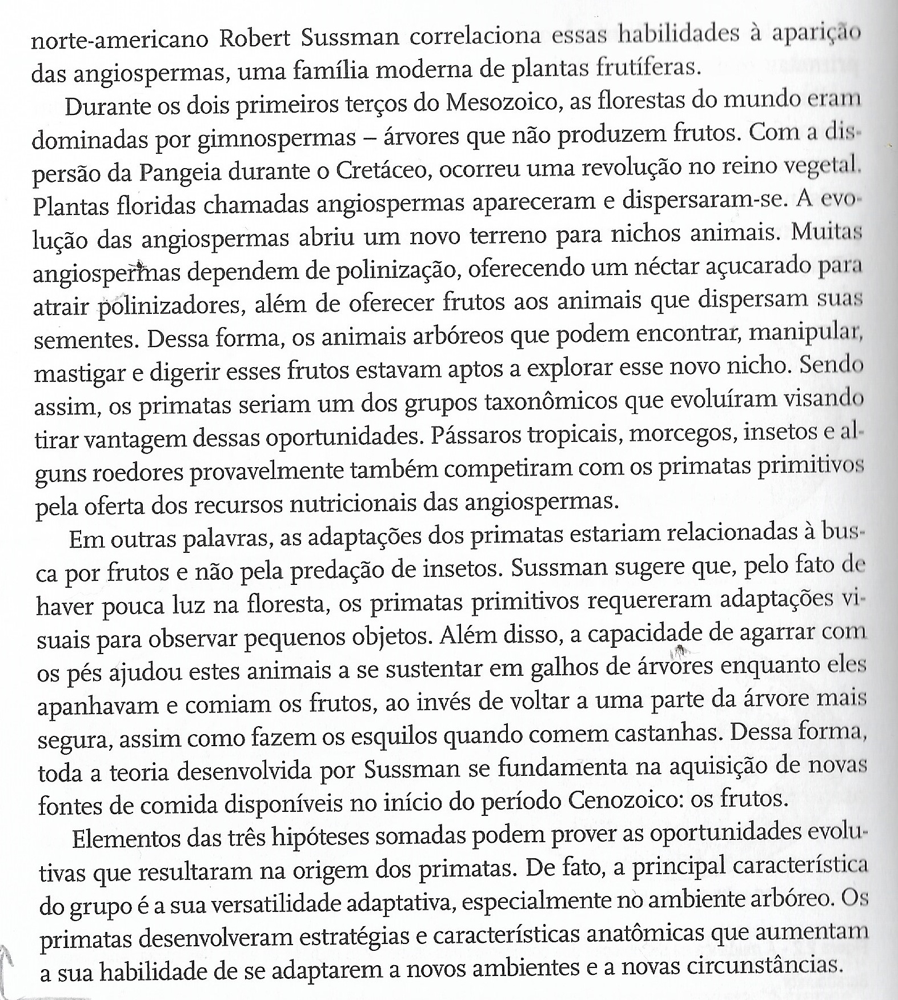 norte-americano Robert Sussman correlaciona essas habilidades à aparição
das angiospermas, uma família moderna de plantas frutíferas.
Durante os dois primeiros terços do Mesozoico, as florestas do mundo eram
dominadas por gimnospermas – árvores que não produzem frutos. Com a dis-
persão da Pangeia durante o Cretáceo, ocorreu uma revolução no reino vegetal.
Plantas floridas chamadas angiospermas apareceram e dispersaram-se. A evo-
lução das angiospermas abriu um novo terreno para nichos animais. Muitas
angiospermas dependem de polinização, oferecendo um néctar açucarado para
atrair polinizadores, além de oferecer frutos aos animais que dispersam suas
sementes. Dessa forma, os animais arbóreos que podem encontrar, manipular,
mastigar e digerir esses frutos estavam aptos a explorar esse novo nicho. Sendo
assim, os primatas seriam um dos grupos taxonômicos que evoluíram visando
tirar vantagem dessas oportunidades. Pássaros tropicais, morcegos, insetos e al-
guns roedores provavelmente também competiram com os primatas primitivos
pela oferta dos recursos nutricionais das angiospermas.
Em outras palavras, as adaptações dos primatas estariam relacionadas à bus-
ca por frutos e não pela predação de insetos. Sussman sugere que, pelo fato de
haver pouca luz na floresta, os primatas primitivos requereram adaptações vi-
suais para observar pequenos objetos. Além disso, a capacidade de agarrar com
os pés ajudou estes animais a se sustentar em galhos de árvores enquanto eles
apanhavam e comiam os frutos, ao invés de voltar a uma parte da árvore mais
segura, assim como fazem os esquilos quando comem castanhas. Dessa forma,
toda a teoria desenvolvida por Sussman se fundamenta na aquisição de novas
fontes de comida disponíveis no início do período Cenozoico: os frutos.
Elementos das três hipóteses somadas podem prover as oportunidades evolu-
tivas que resultaram na origem dos primatas. De fato, a principal característica
do grupo é a sua versatilidade adaptativa, especialmente no ambiente arbóreo. Os
primatas desenvolveram estratégias e características anatômicas que aumentam
a sua habilidade de se adaptarem a novos ambientes e a novas circunstâncias.